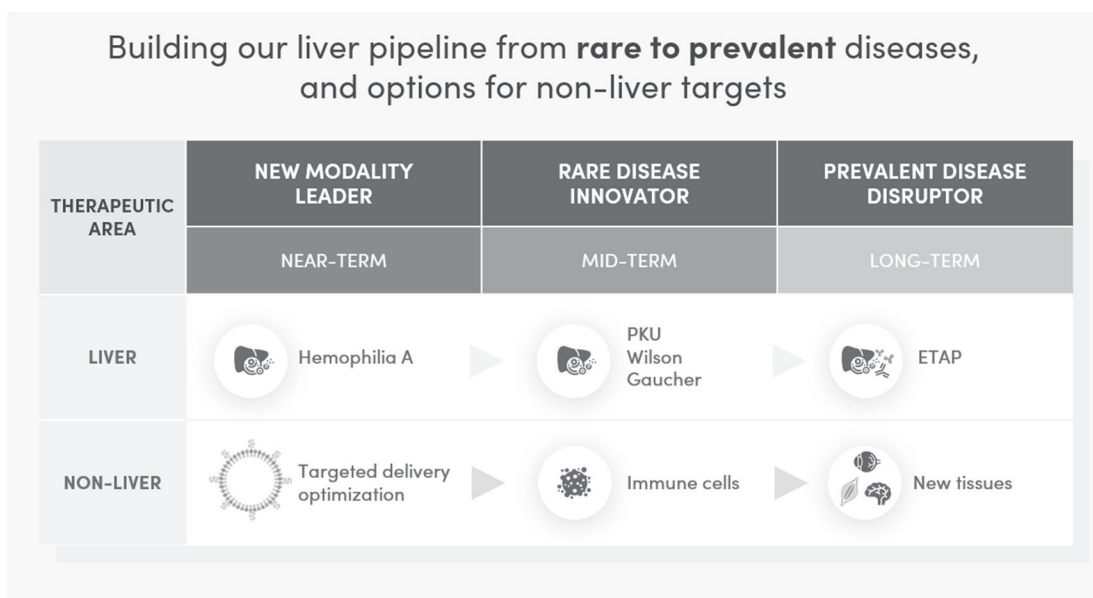 Building our liver pipeline from rare to prevalent diseases,
and options for non-liver targets
THERAPEUTIC
AREA
NEW MODALITY
LEADER
RARE DISEASE
INNOVATOR
PREVALENT DISEASE
DISRUPTOR
NEAR-TERM
MID-TERM
LONG-TERM
LIVER
Hemophilia A
PKU
Wilson
Gaucher
ETAP
NON-LIVER
Targeted delivery
optimization
Immune cells
New tissues